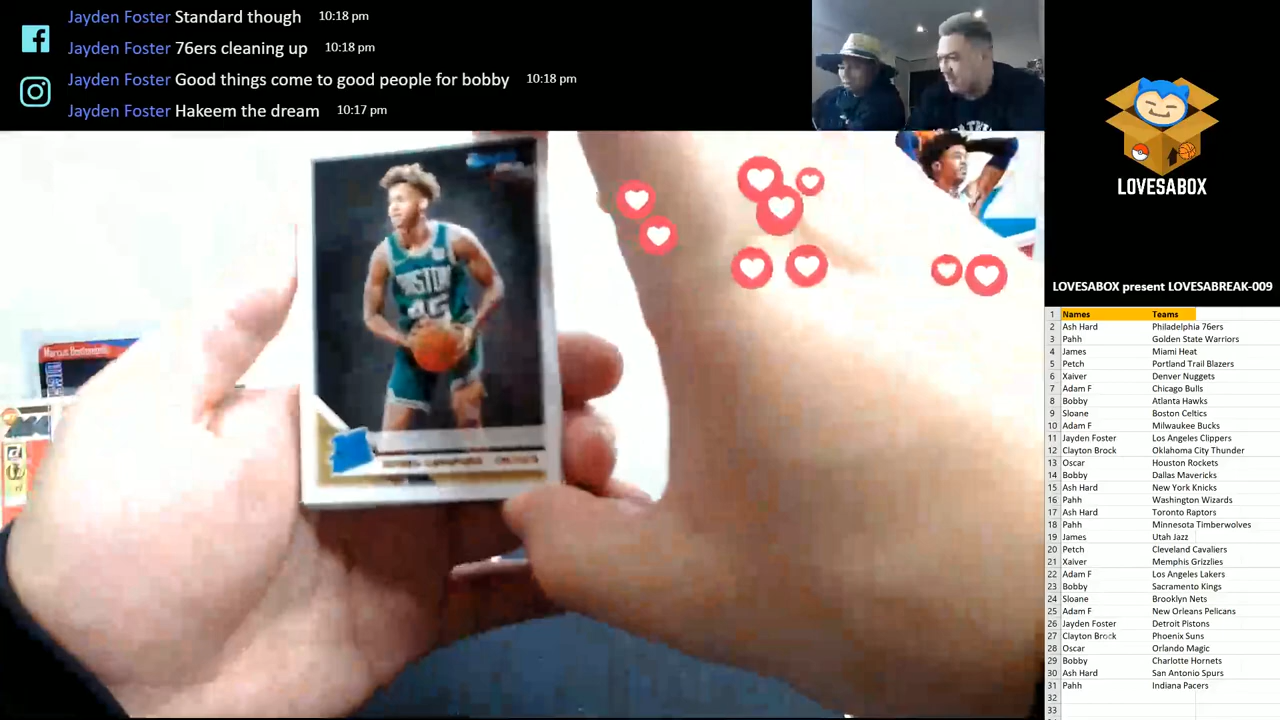 Jayden Foster Standard though 10:18 pm
Jayden Foster 76ers cleaning up 10:18 pm
Jayden Foster Good things come to good people for bobby 10:18 pm
Jayden Foster Hakeem the dream 10:17 pm
LOVESABOX
LOVESABOX present LOVESABREAK-009
1 Names Teams
2 Ash Hard Philadelphia 76ers
3 Pahh Golden State Warriors
4 James Miami Heat
5 Petch Portland Trail Blazers
6 Xaiver Denver Nuggets
7 Adam F Chicago Bulls
8 Bobby Atlanta Hawks
9 Sloane Boston Celtics
10 Adam F Milwaukee Bucks
11 Jayden Foster Los Angeles Clippers
12 Clayton Brock Oklahoma City Thunder
13 Oscar Houston Rockets
14 Bobby Dallas Mavericks
15 Ash Hard New York Knicks
16 Pahh Washington Wizards
17 Ash Hard Toronto Raptors
18 Pahh Minnesota Timberwolves
19 James Utah Jazz
20 Petch Cleveland Cavaliers
21 Xaiver Memphis Grizzlies
22 Adam F Los Angeles Lakers
23 Bobby Sacramento Kings
24 Sloane Brooklyn Nets
25 Adam F New Orleans Pelicans
26 Jayden Foster Detroit Pistons
27 Clayton Brock Phoenix Suns
28 Oscar Orlando Magic
29 Bobby Charlotte Hornets
30 Ash Hard San Antonio Spurs
31 Pahh Indiana Pacers
32
33